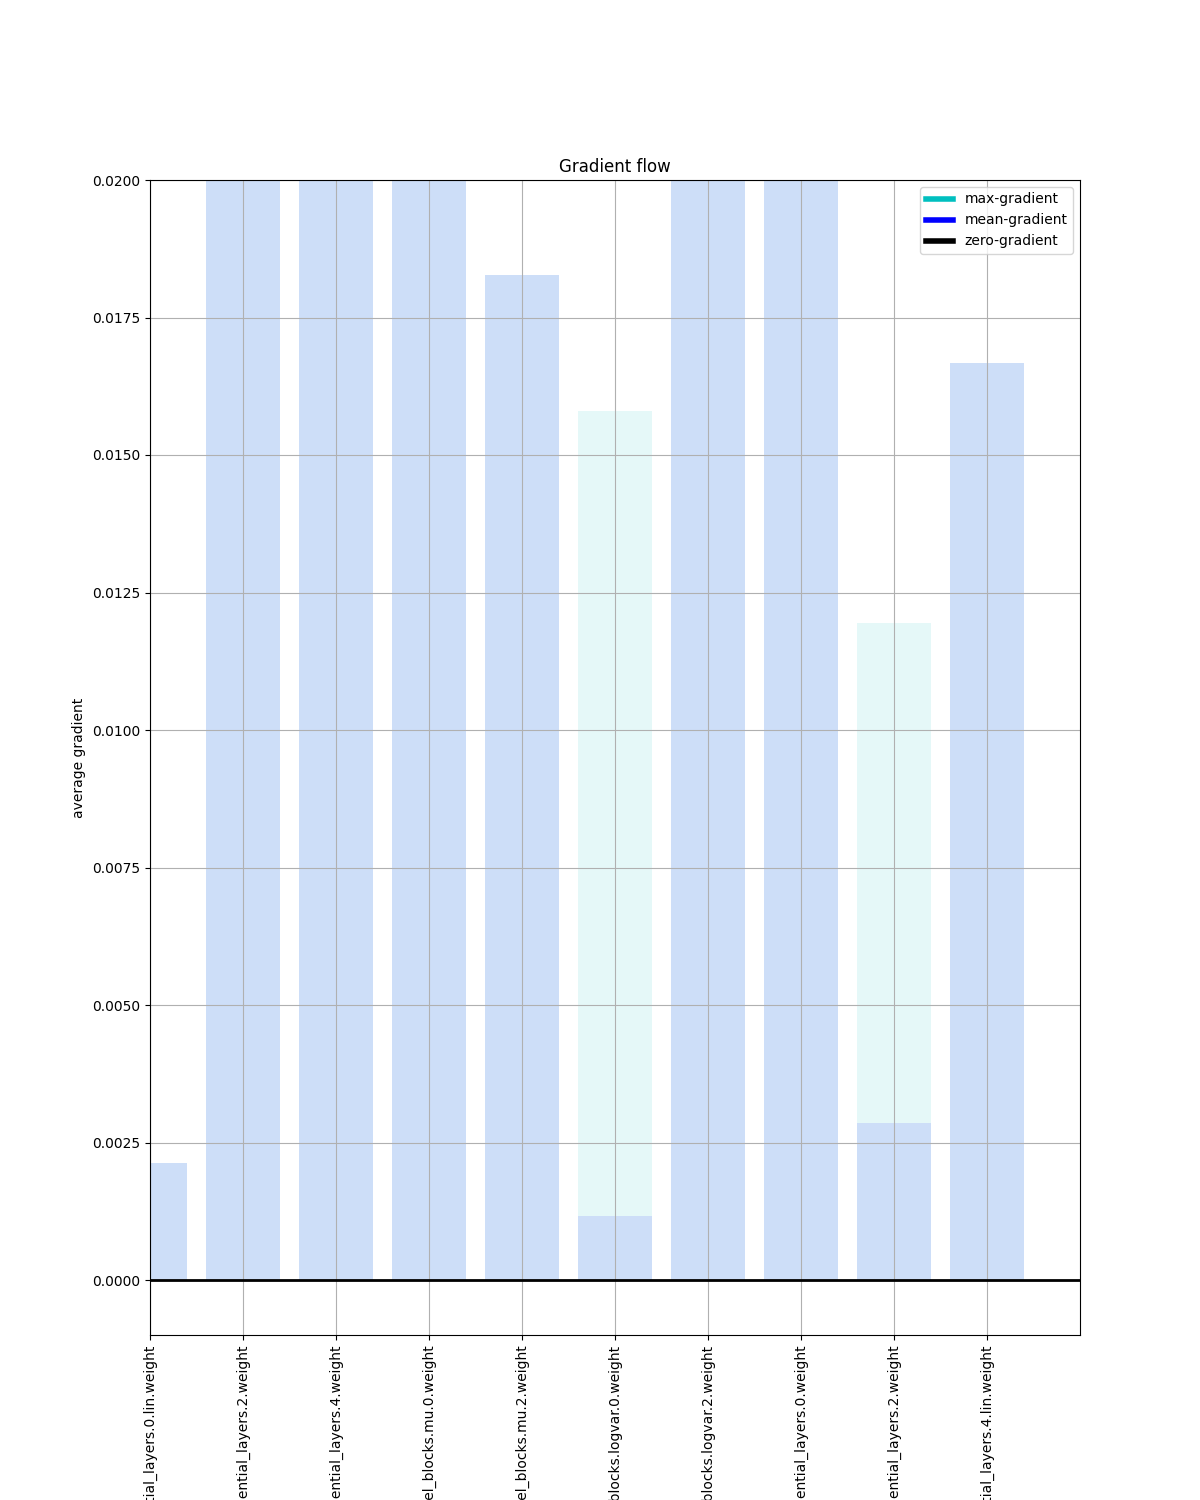 Gradient flow
max-gradient
mean-gradient
zero-gradient
0.0200
0.0175
0.0150
0.0125
0.0100
0.0075
0.0050
0.0025
0.0000
average gradient
tial_layers.0.lin.weight
ential_layers.2.weight
ential_layers.4.weight
el_blocks.mu.0.weight
el_blocks.mu.2.weight
blocks.logvar.0.weight
blocks.logvar.2.weight
ential_layers.0.weight
ential_layers.2.weight
tial_layers.4.lin.weight